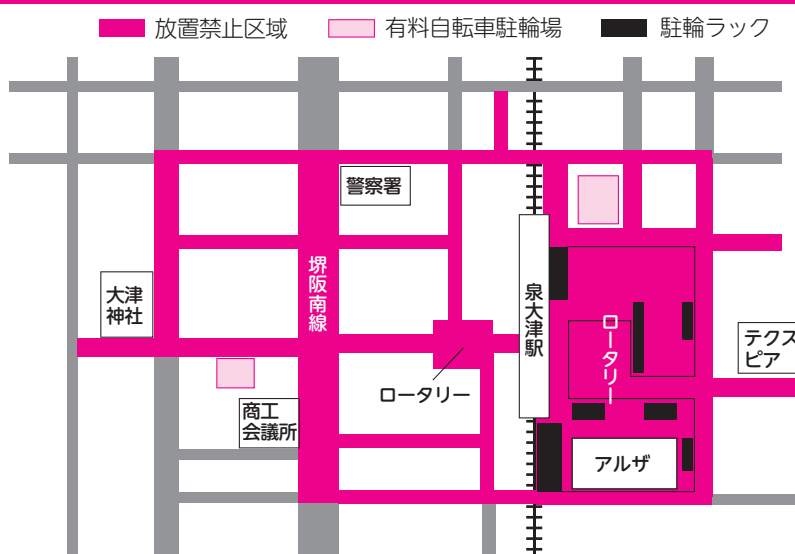 放置禁止区域
有料自転車駐輪場
駐輪ラック
警察署
大津
神社
堺阪南線
泉大津駅
ロータリー
テクス
ピア
ロータリー
商工
会議所
アルザ